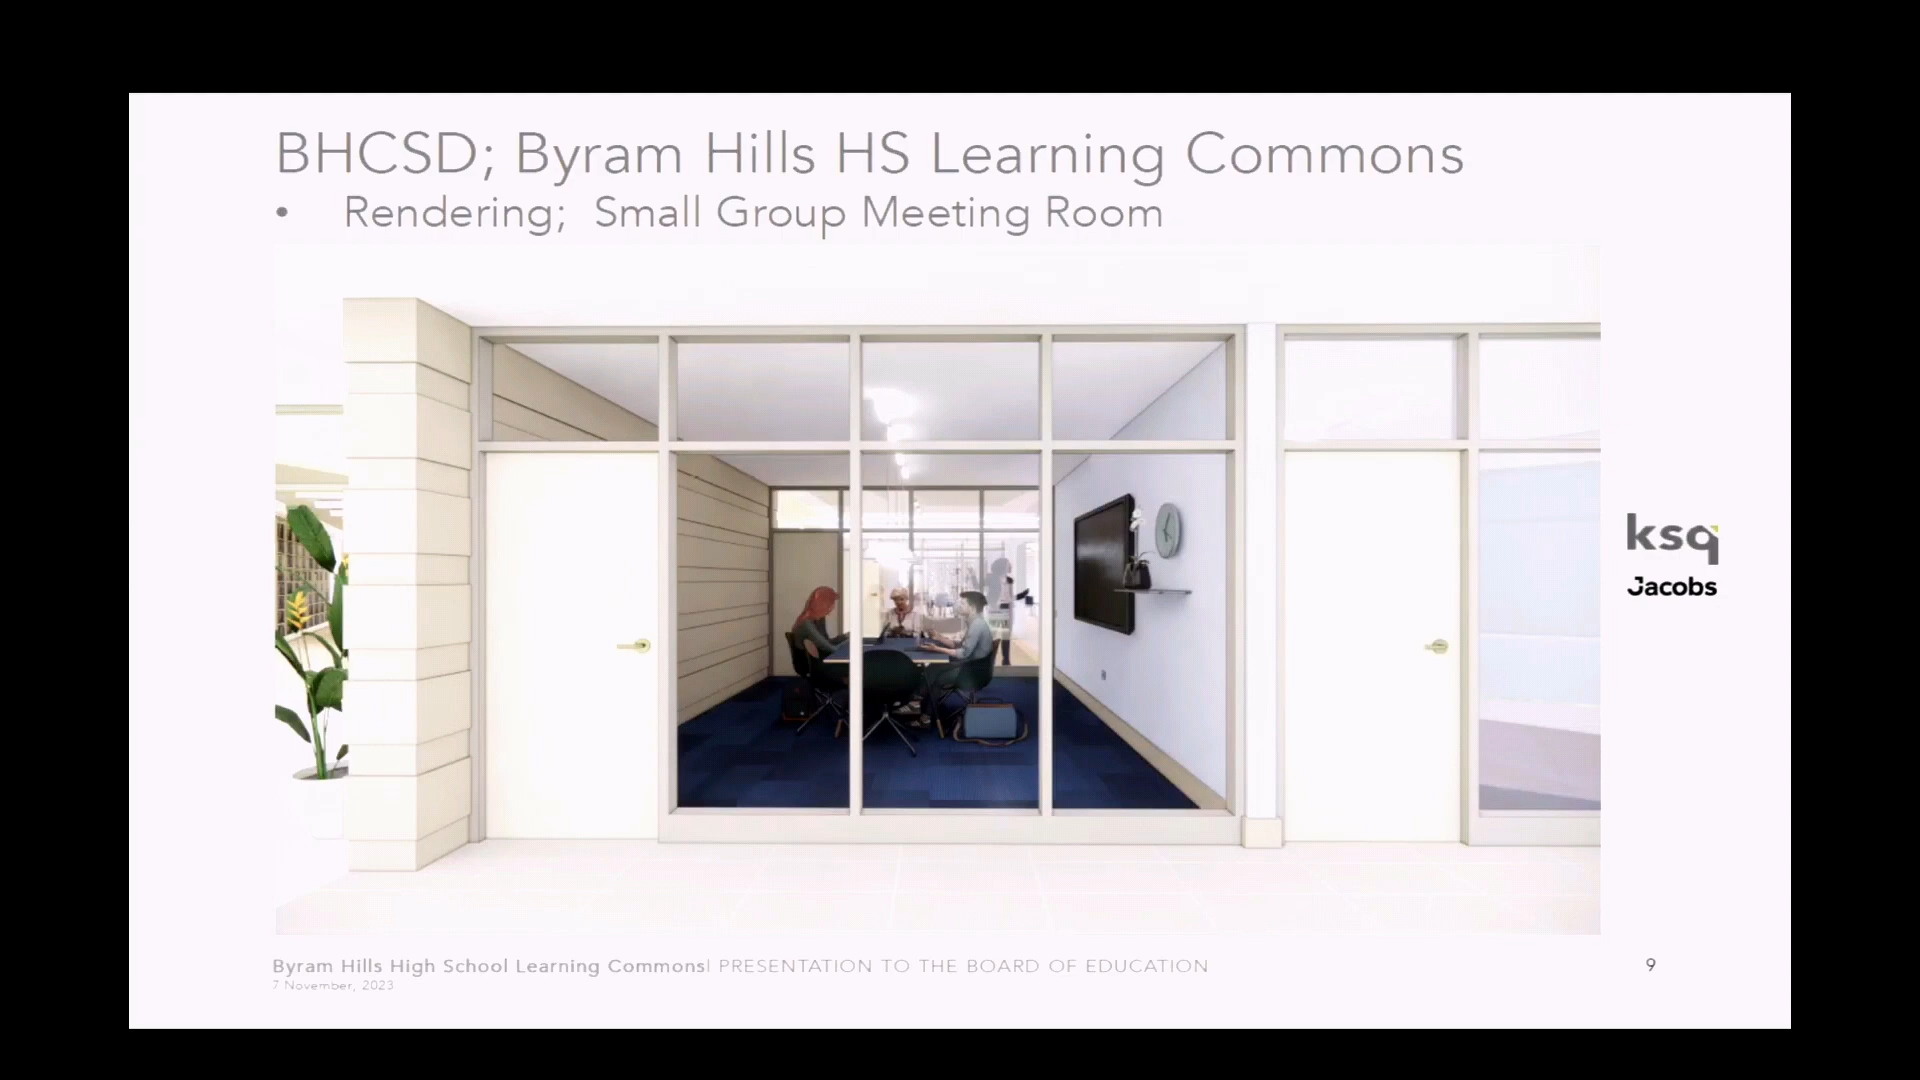 BHCSD; Byram Hills HS Learning Commons
• Rendering; Small Group Meeting Room
ksq
Jacobs
Byram Hills High School Learning Commons| PRESENTATION TO THE BOARD OF EDUCATION
9
7 November, 2023